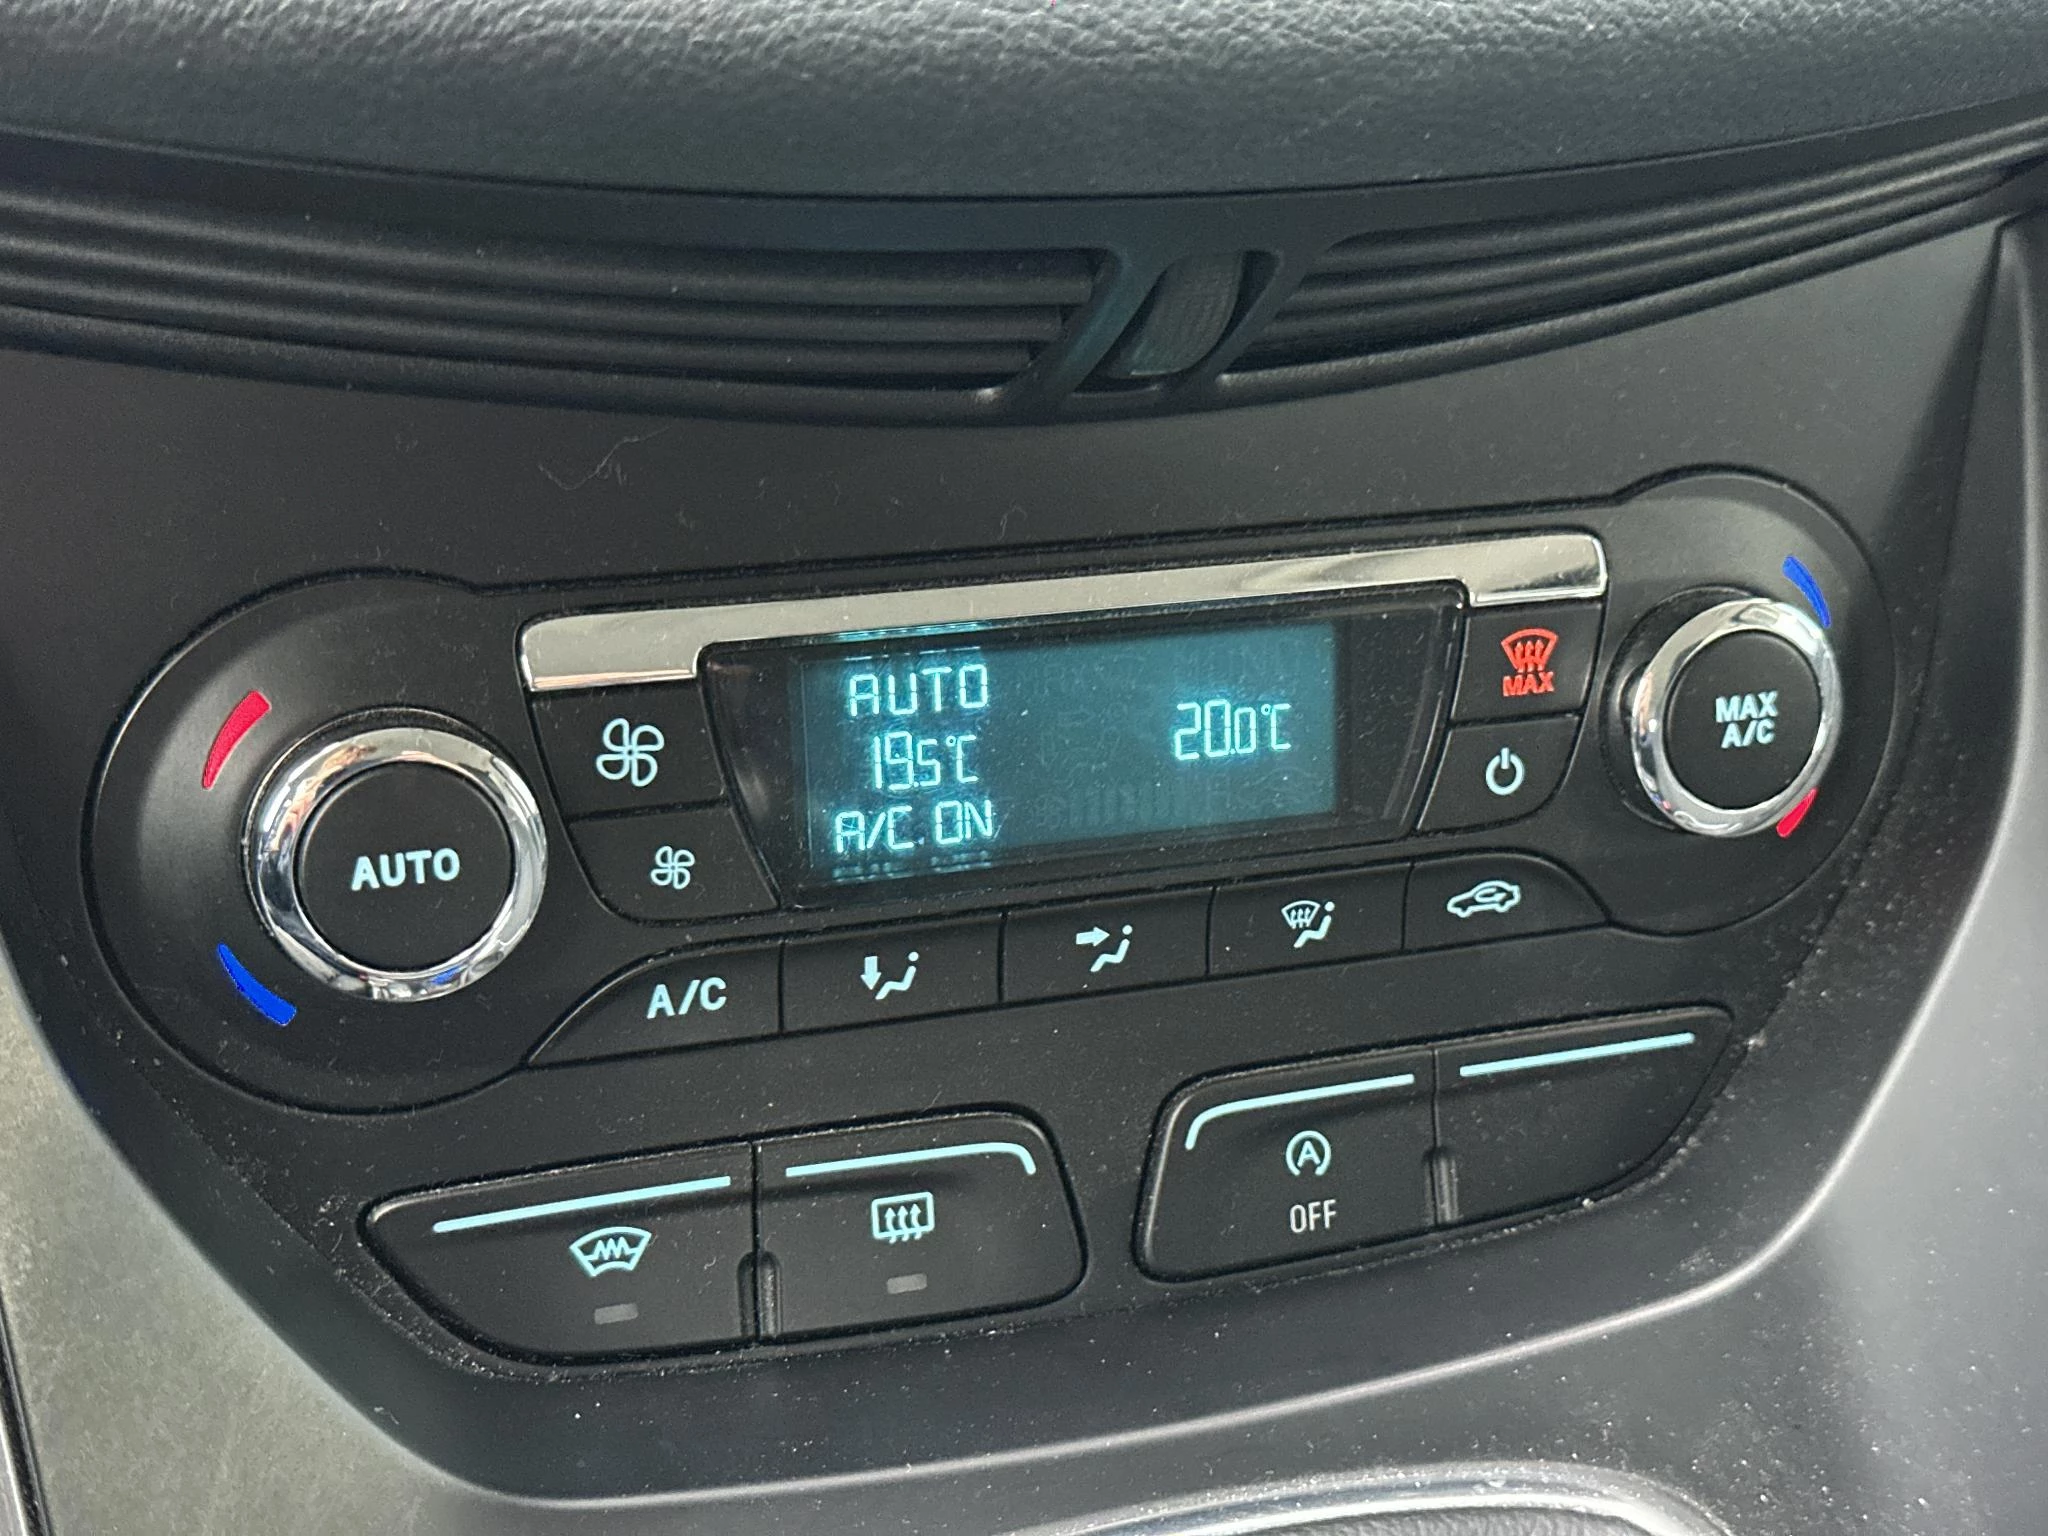 AUTO
19.5°C
A/C ON
20.0°C
MAX
MAX
A/C
AUTO
A/C
A
OFF